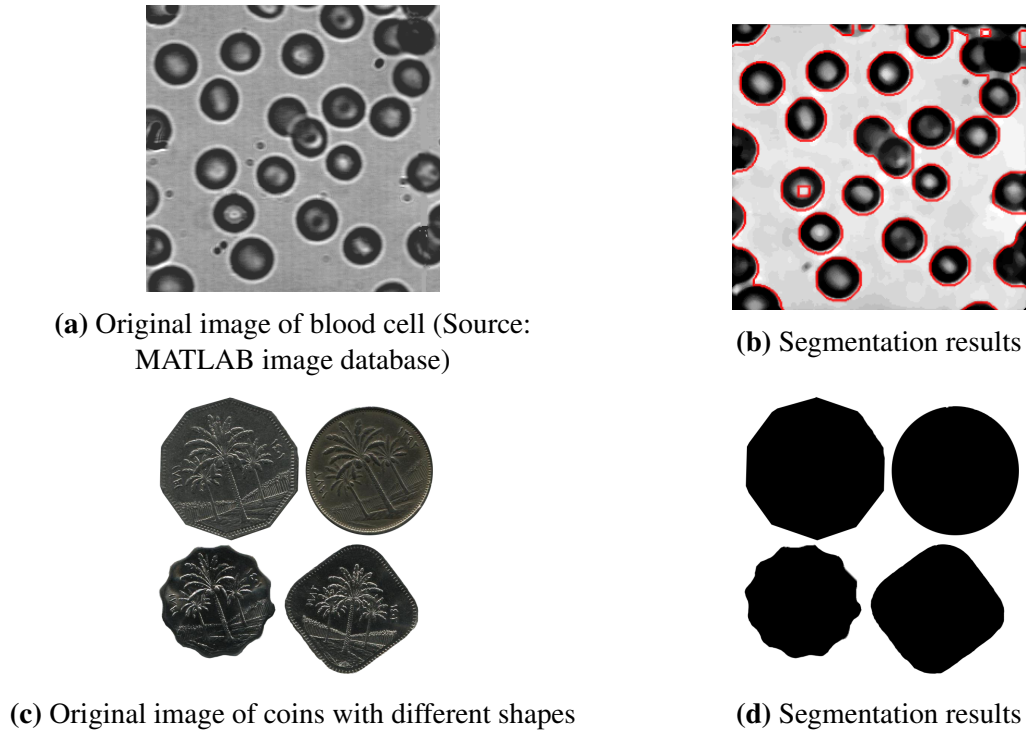 (a) Original image of blood cell (Source:
MATLAB image database)
(b) Segmentation results
(c) Original image of coins with different shapes
(d) Segmentation results